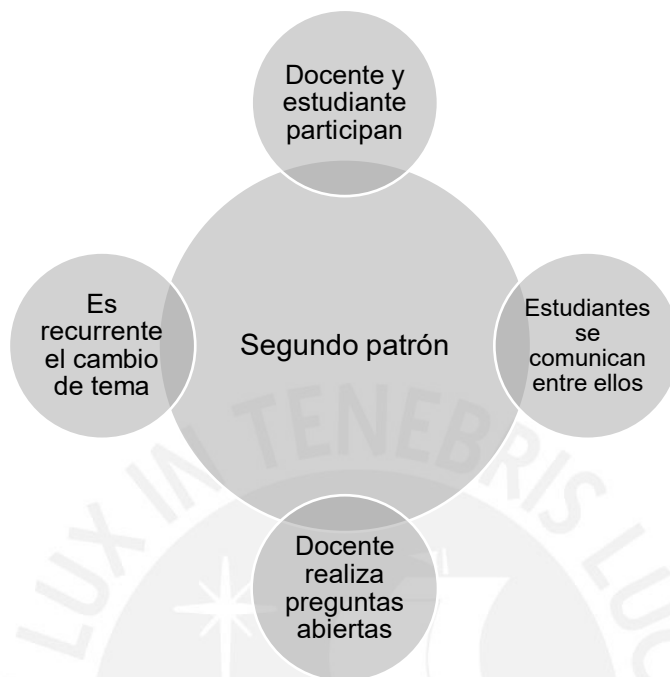 Docente y
estudiante
participan
Es
recurrente
el cambio
de tema
Segundo patrón
Estudiantes
se
comunican
entre ellos
Docente
realiza
preguntas
abiertas
LUX IN TENEBRIS LUC